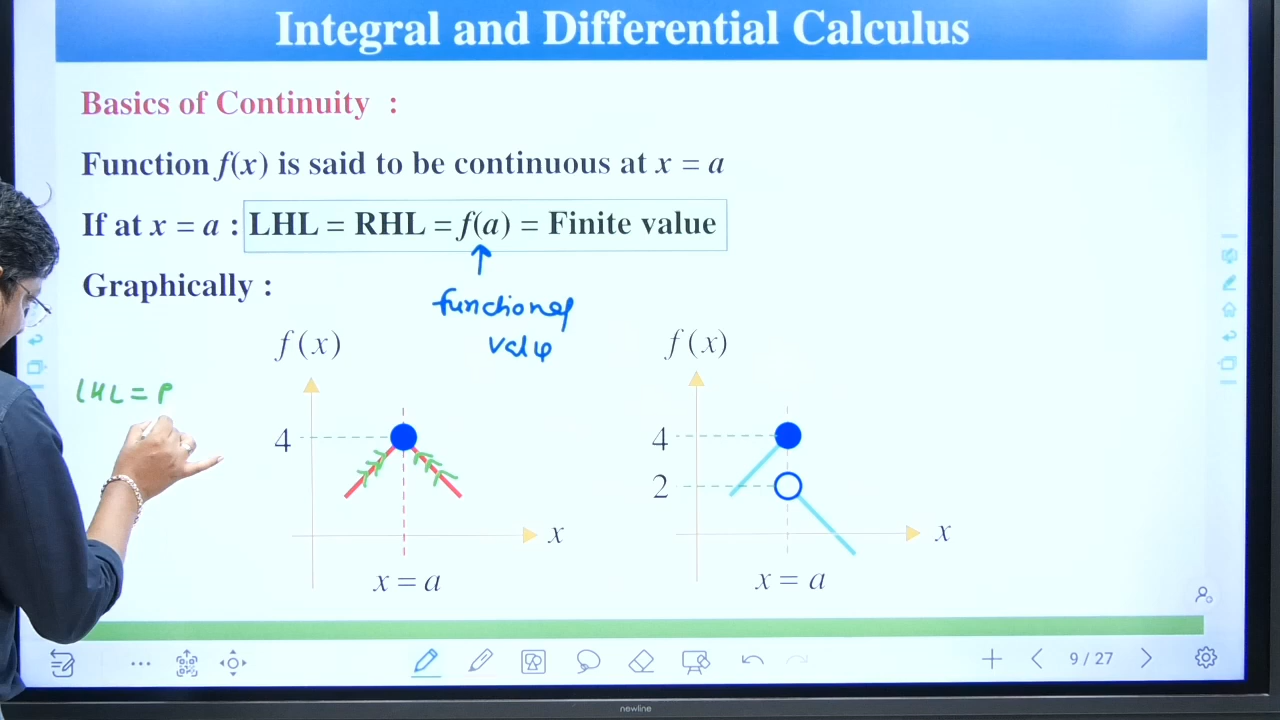 Integral and Differential Calculus
Basics of Continuity :
Function f(x) is said to be continuous at x = a
If at x = a : LHL = RHL = f(a) = Finite value
Graphically :
functional
value
f(x)
f(x)
LHL =
4
x
x = a
4
2
x
x = a
9 / 27
newline